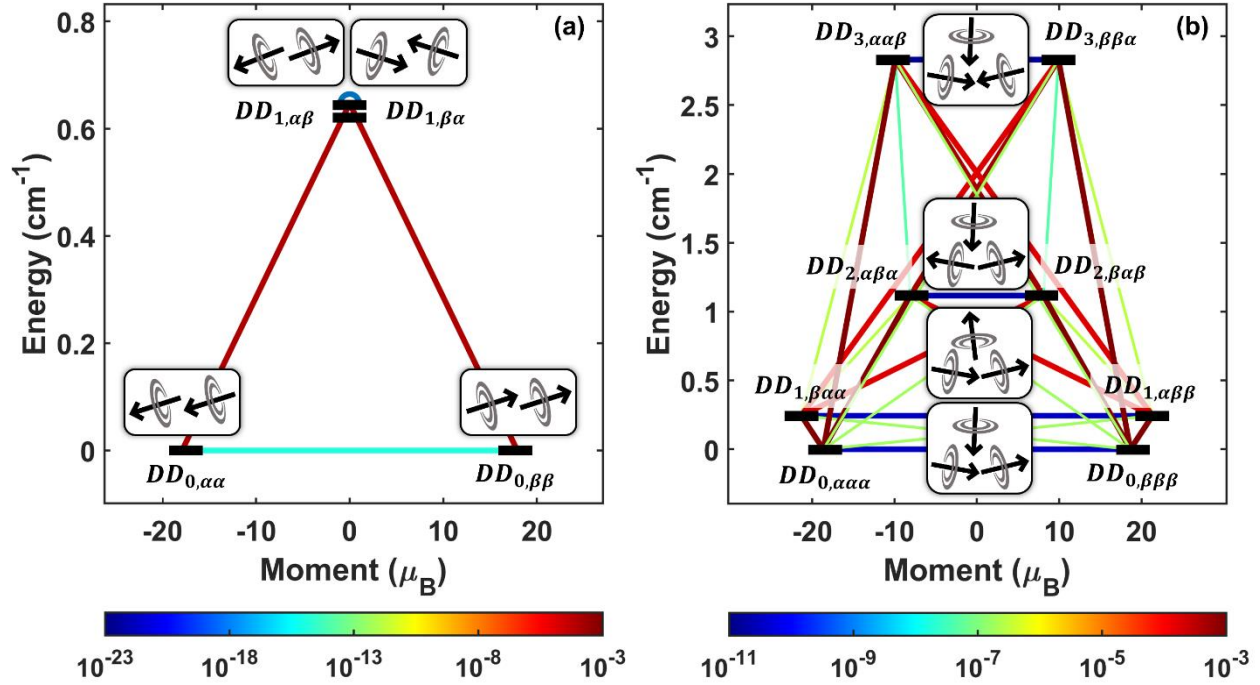 (a)
0.8
0.6
0.4
0.2
0
Energy (cm⁻¹)
DD₁,αβ
DD₁,βα
DD₀,αα
DD₀,ββ
-20 -10 0 10 20
Moment (μ_B)
10⁻²³ 10⁻¹⁸ 10⁻¹³ 10⁻⁸ 10⁻³
(b)
3
2.5
2
1.5
1
0.5
0
Energy (cm⁻¹)
DD₃,ααβ
DD₃,ββα
DD₂,αβα
DD₂,βαβ
DD₁,βαα
DD₁,αββ
DD₀,ααα
DD₀,βββ
-20 -10 0 10 20
Moment (μ_B)
10⁻¹¹ 10⁻⁹ 10⁻⁷ 10⁻⁵ 10⁻³